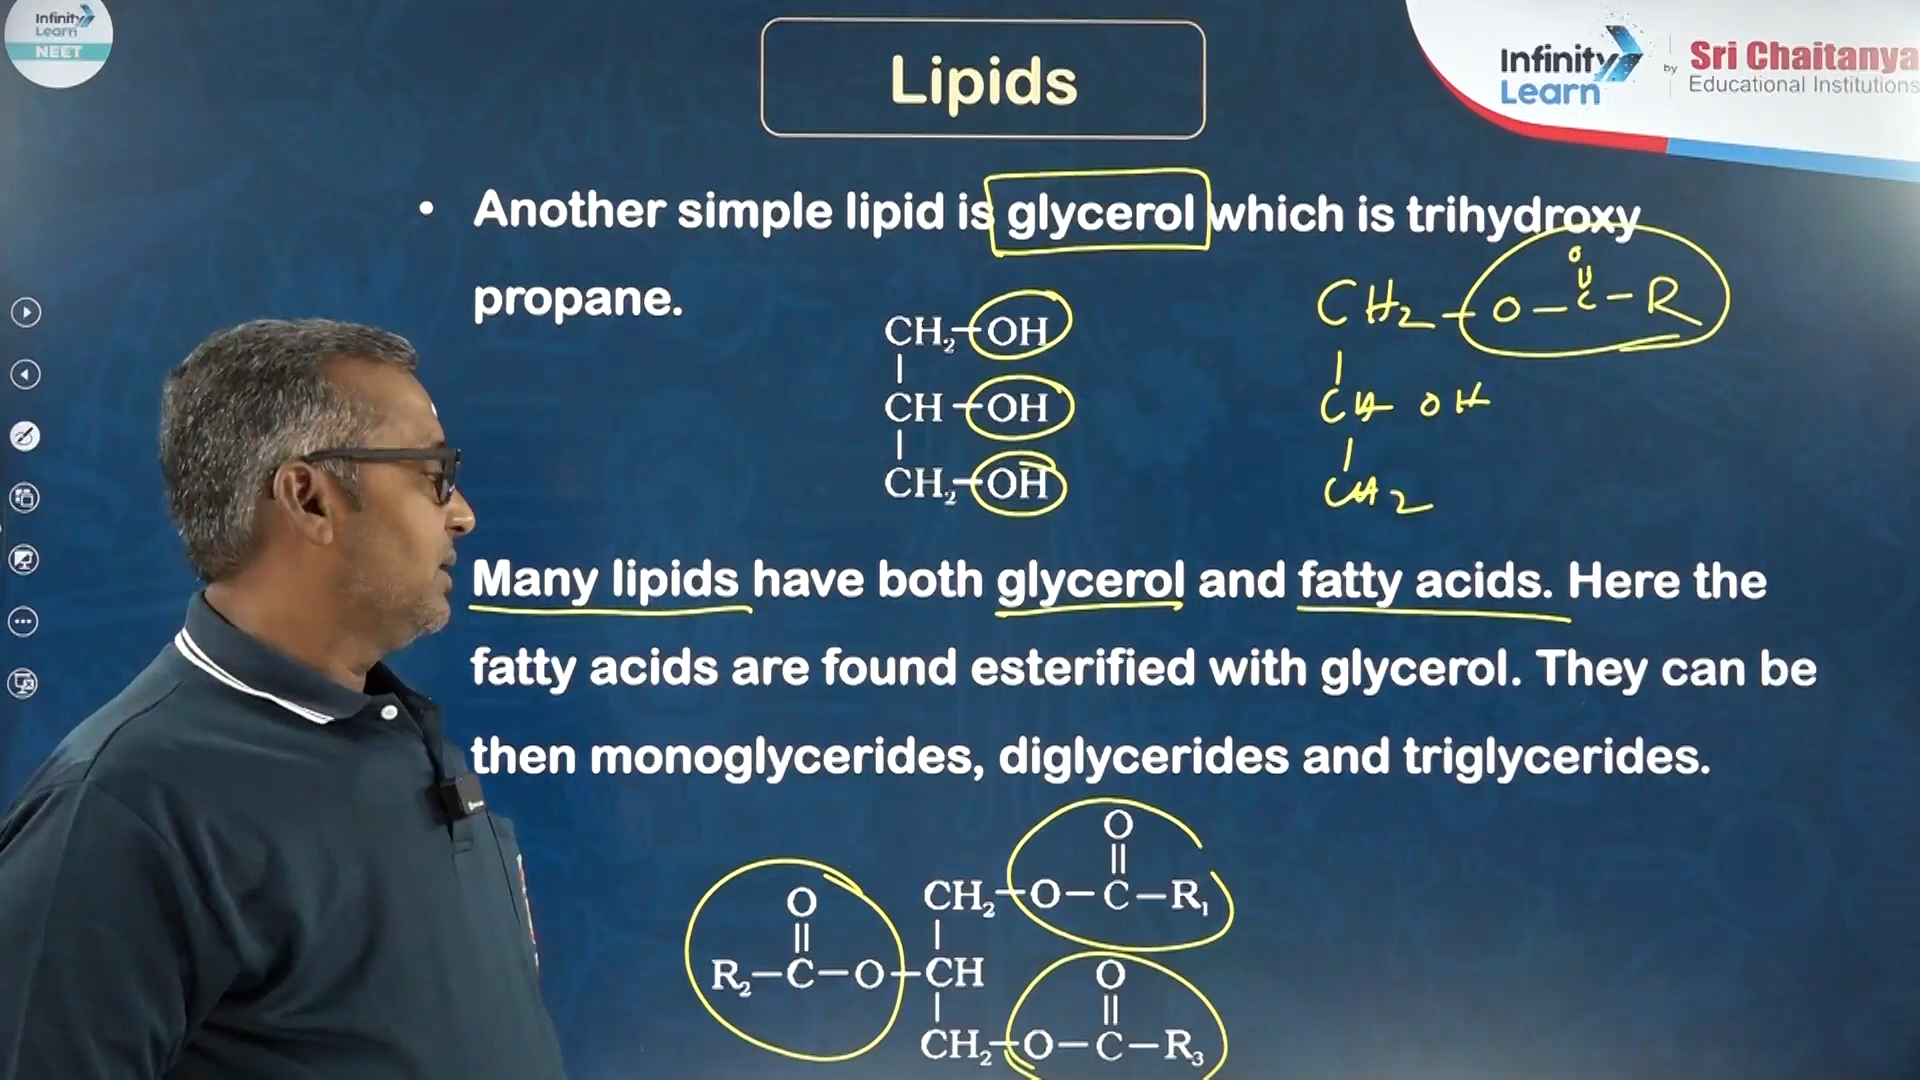 Infinity
Learn
NEET
Lipids
Infinity
Learn
by
Sri Chaitanya
Educational Institutions
• Another simple lipid is glycerol which is trihydroxy
propane.
CH₂—OH
CH—OH
CH₂—OH
CH₂—O—C—R
O
CH OH
CH₂
Many lipids have both glycerol and fatty acids. Here the
fatty acids are found esterified with glycerol. They can be
then monoglycerides, diglycerides and triglycerides.
O
CH₂—O—C—R₁
O
R₂—C—O—CH
O
CH₂—O—C—R₃